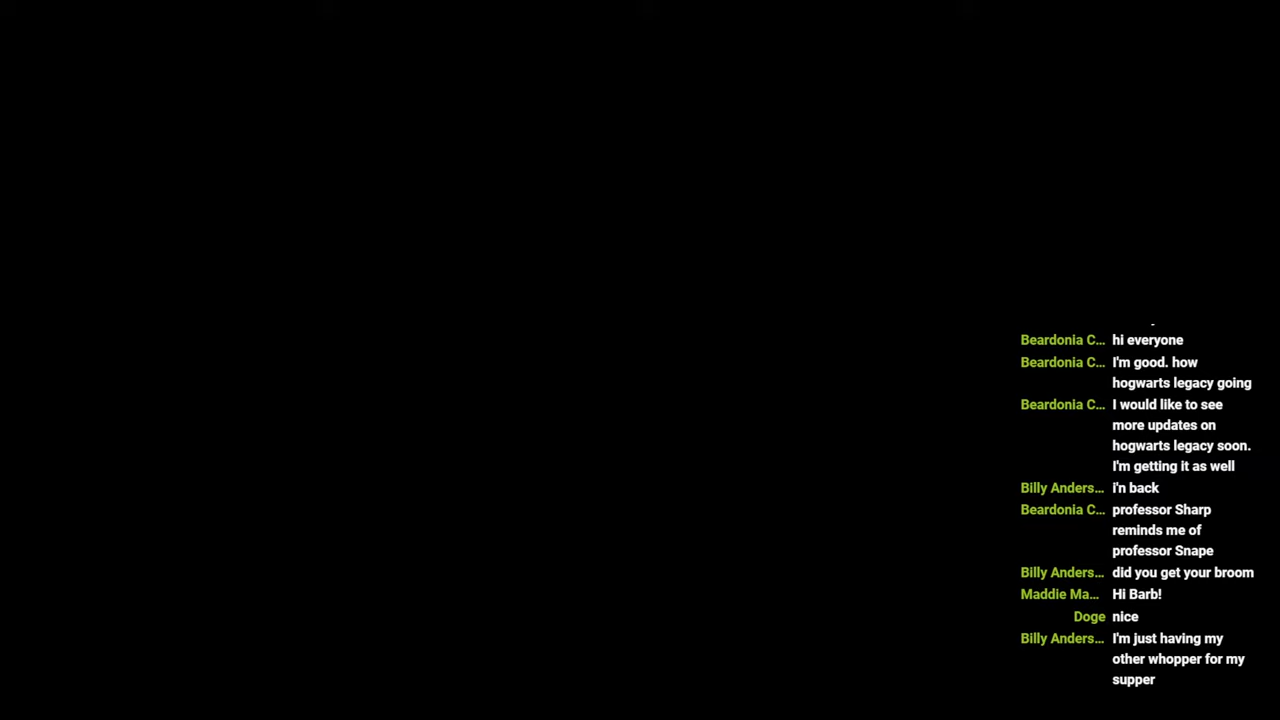 Beardonia C... hi everyone
Beardonia C... I'm good. how
hogwarts legacy going
Beardonia C... I would like to see
more updates on
hogwarts legacy soon.
I'm getting it as well
Billy Anders... i'n back
Beardonia C... professor Sharp
reminds me of
professor Snape
Billy Anders... did you get your broom
Maddie Ma... Hi Barb!
Doge nice
Billy Anders... I'm just having my
other whopper for my
supper